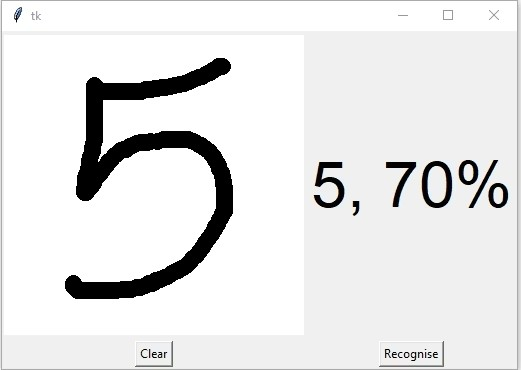 tk
5
5, 70%
Clear
Recognise